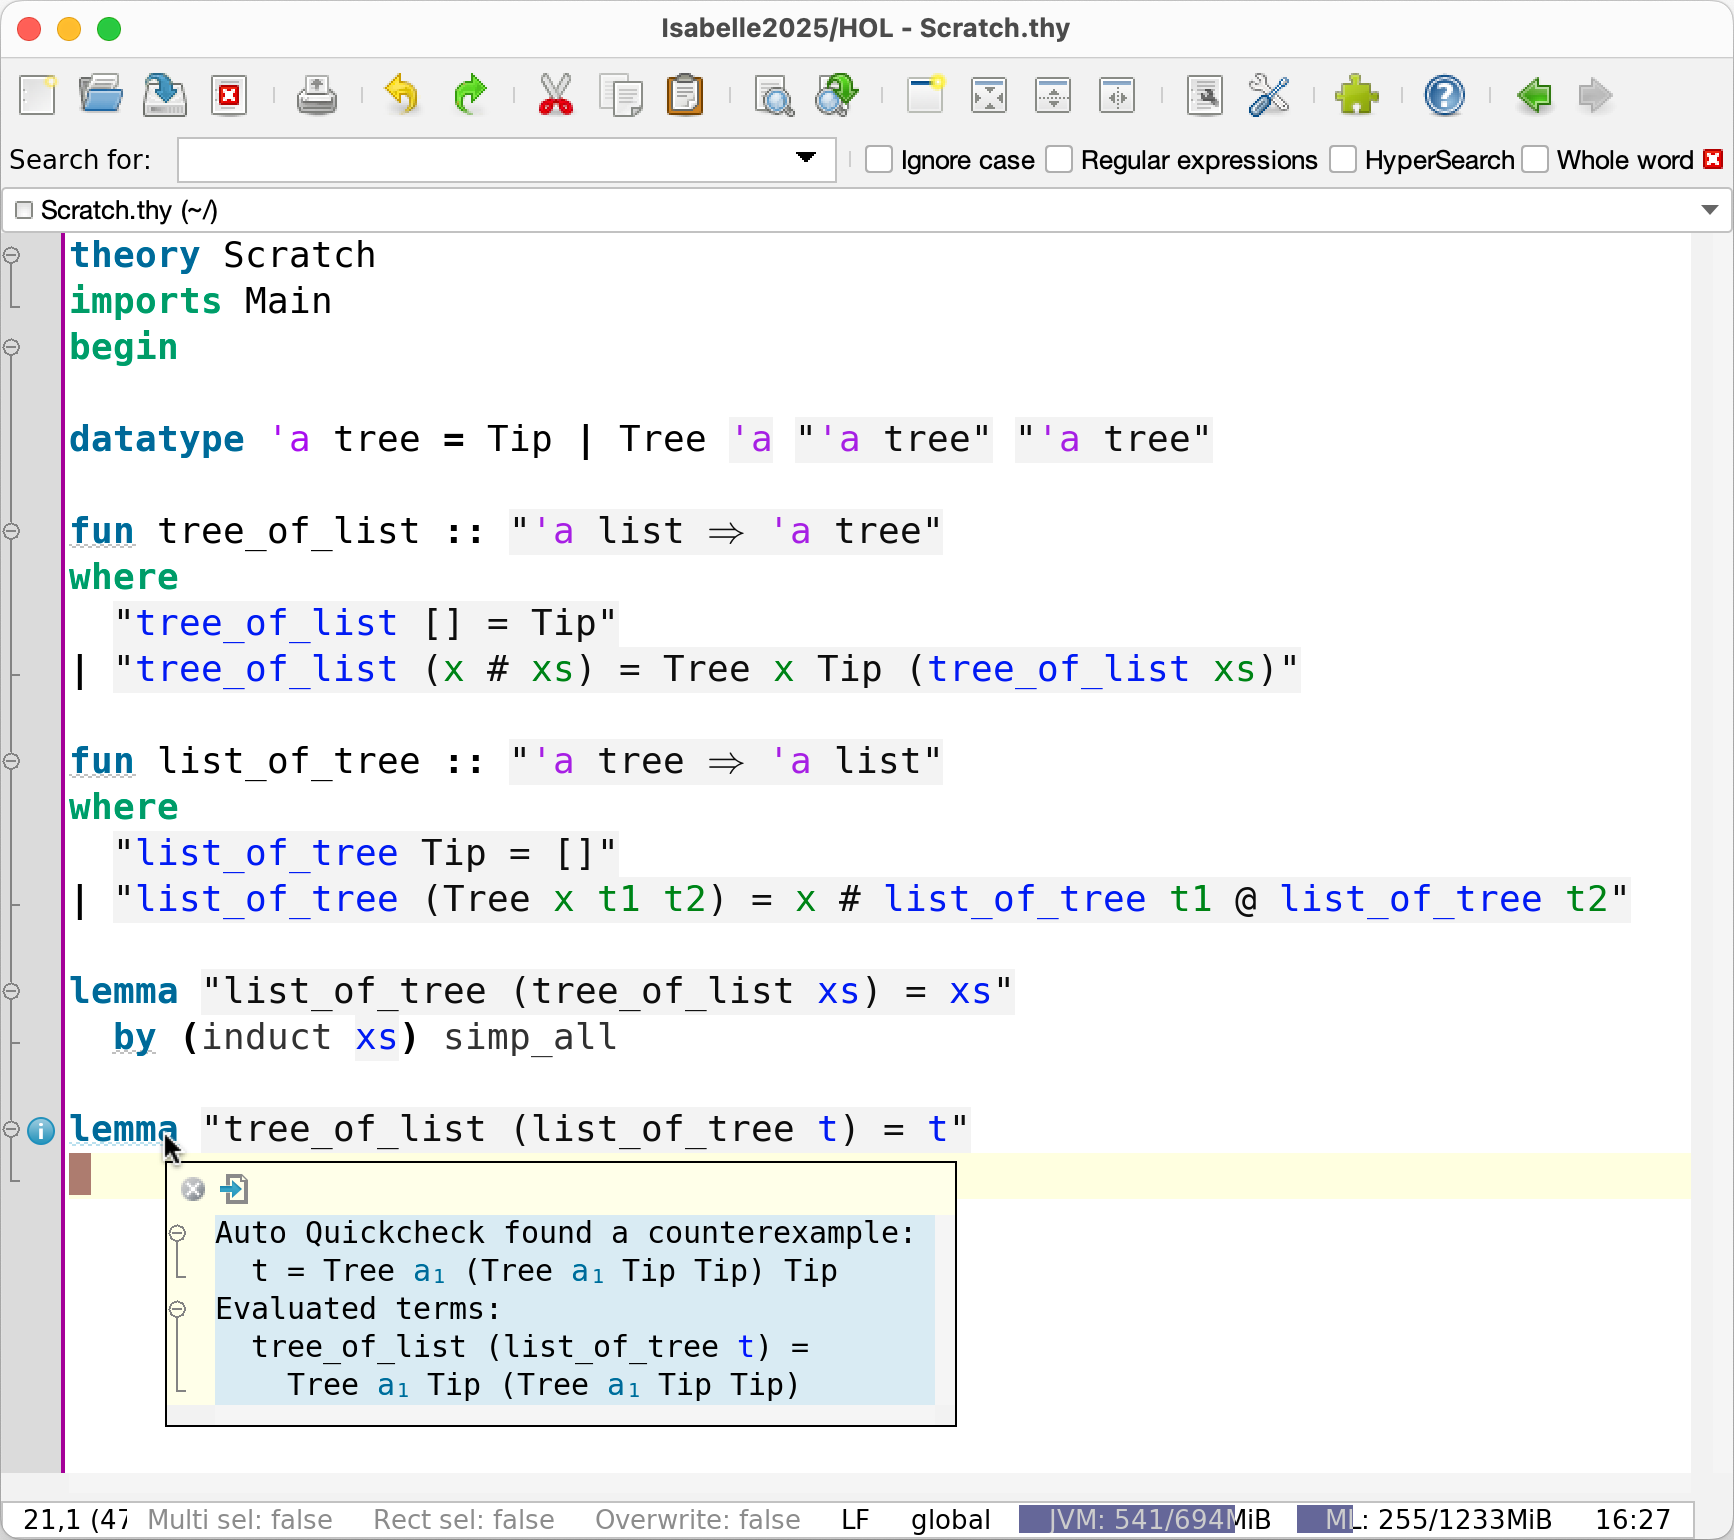 Isabelle2025/HOL - Scratch.thy
Search for: Ignore case Regular expressions HyperSearch Whole word
Scratch.thy (~/)
theory Scratch
imports Main
begin
datatype 'a tree = Tip | Tree 'a "'a tree" "'a tree"
fun tree_of_list :: "'a list ⇒ 'a tree"
where
"tree_of_list [] = Tip"
| "tree_of_list (x # xs) = Tree x Tip (tree_of_list xs)"
fun list_of_tree :: "'a tree ⇒ 'a list"
where
"list_of_tree Tip = []"
| "list_of_tree (Tree x t1 t2) = x # list_of_tree t1 @ list_of_tree t2"
lemma "list_of_tree (tree_of_list xs) = xs"
by (induct xs) simp_all
lemma "tree_of_list (list_of_tree t) = t"
Auto Quickcheck found a counterexample:
t = Tree a₁ (Tree a₁ Tip Tip) Tip
Evaluated terms:
tree_of_list (list_of_tree t) =
Tree a₁ Tip (Tree a₁ Tip Tip)
21,1 (47 Multi sel: false Rect sel: false Overwrite: false LF global JVM: 541/694MiB ML: 255/1233MiB 16:27